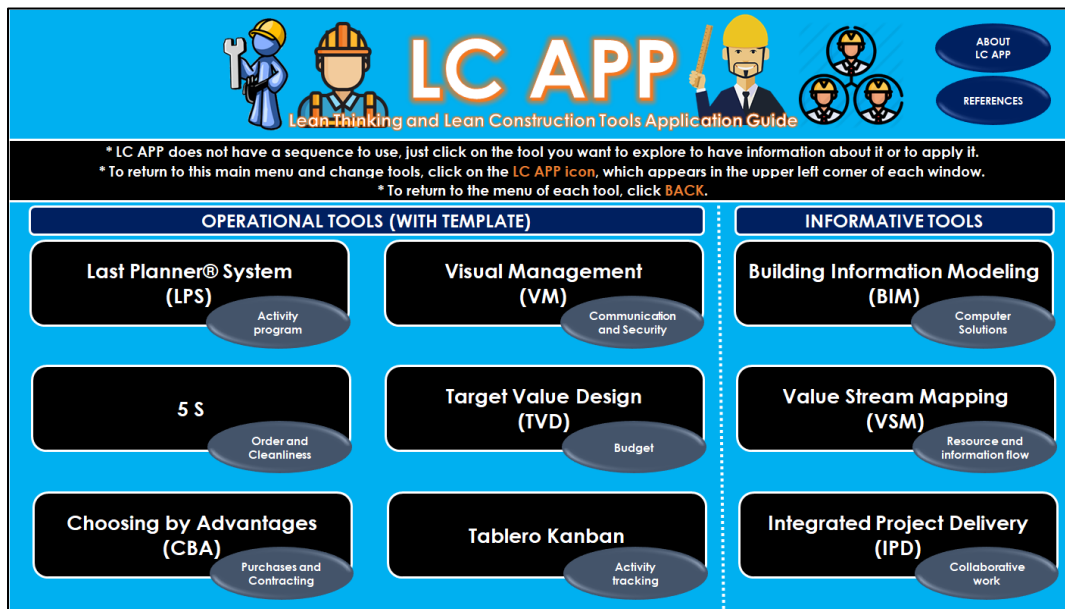 LC APP
Lean Thinking and Lean Construction Tools Application Guide
ABOUT
LC APP
REFERENCES
* LC APP does not have a sequence to use, just click on the tool you want to explore to have information about it or to apply it.
* To return to this main menu and change tools, click on the LC APP icon, which appears in the upper left corner of each window.
* To return to the menu of each tool, click BACK.
OPERATIONAL TOOLS (WITH TEMPLATE)
Last Planner® System
(LPS)
Activity
program
Visual Management
(VM)
Communication
and Security
5 S
Order and
Cleanliness
Target Value Design
(TVD)
Budget
Choosing by Advantages
(CBA)
Purchases and
Contracting
Tablero Kanban
Activity
tracking
INFORMATIVE TOOLS
Building Information Modeling
(BIM)
Computer
Solutions
Value Stream Mapping
(VSM)
Resource and
information flow
Integrated Project Delivery
(IPD)
Collaborative
work